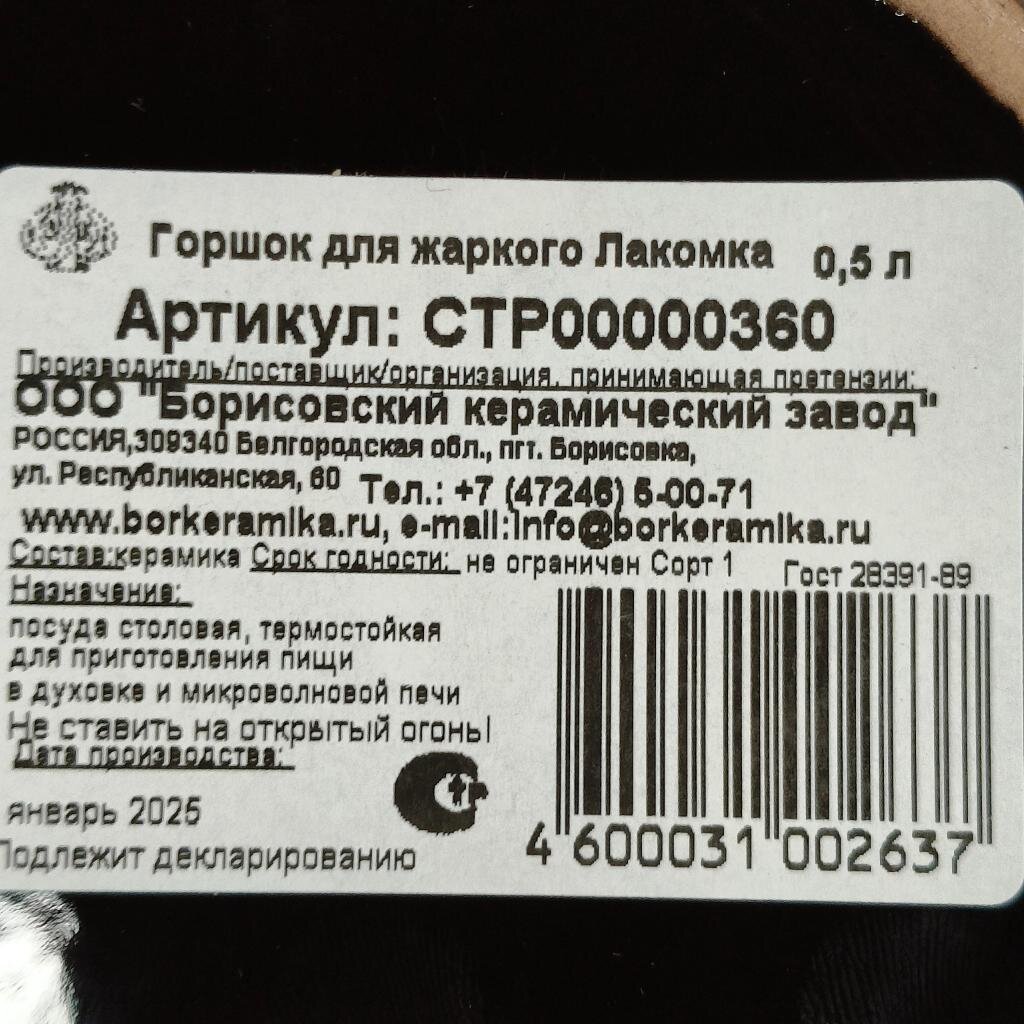 Горшок для жаркого Лакомка 0,5 л
Артикул: СТР00000360
Производитель/поставщик/организация, принимающая претензии:
ООО "Борисовский керамический завод"
РОССИЯ,309340 Белгородская обл., пгт. Борисовка,
ул. Республиканская, 60 Тел.: +7 (47246) 5-00-71
www.borkeramika.ru, e-mail:info@borkeramika.ru
Состав:керамика Срок годности: не ограничен Сорт 1 Гост 28391-89
Назначение:
посуда столовая, термостойкая
для приготовления пищи
в духовке и микроволновой печи
Не ставить на открытый огонь!
Дата производства:
январь 2025
Подлежит декларированию
4 600031 002637